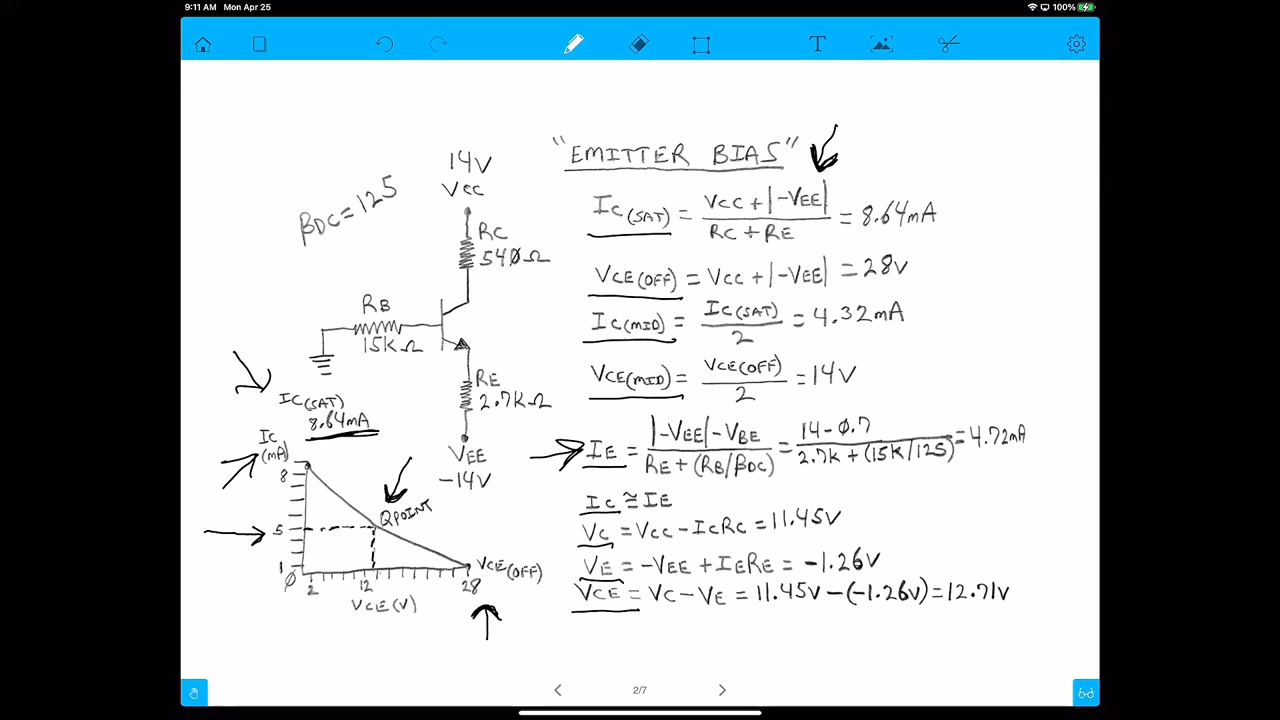 9:11 AM Mon Apr 25
100%
"EMITTER BIAS"
βDC=125
14V
VCC
RC
540Ω
RB
15KΩ
RE
2.7KΩ
VEE
-14V
IC(SAT) = VCC+|-VEE| / RC+RE = 8.64mA
VCE(OFF) = VCC+|-VEE| = 28V
IC(MID) = IC(SAT) / 2 = 4.32mA
VCE(MID) = VCE(OFF) / 2 = 14V
IE = |-VEE|-VBE / RE+(RB/βDC) = 14-0.7 / 2.7K+(15K/125) = 4.72mA
IC ≅ IE
VC = VCC-ICRC = 11.45V
VE = -VEE+IERE = -1.26V
VCE = VC-VE = 11.45V-(-1.26V) = 12.71V
IC(SAT)
8.64mA
IC
(mA)
8
QPOINT
5
1
0
2
12
28
VCE(OFF)
VCE(V)
T
2/7